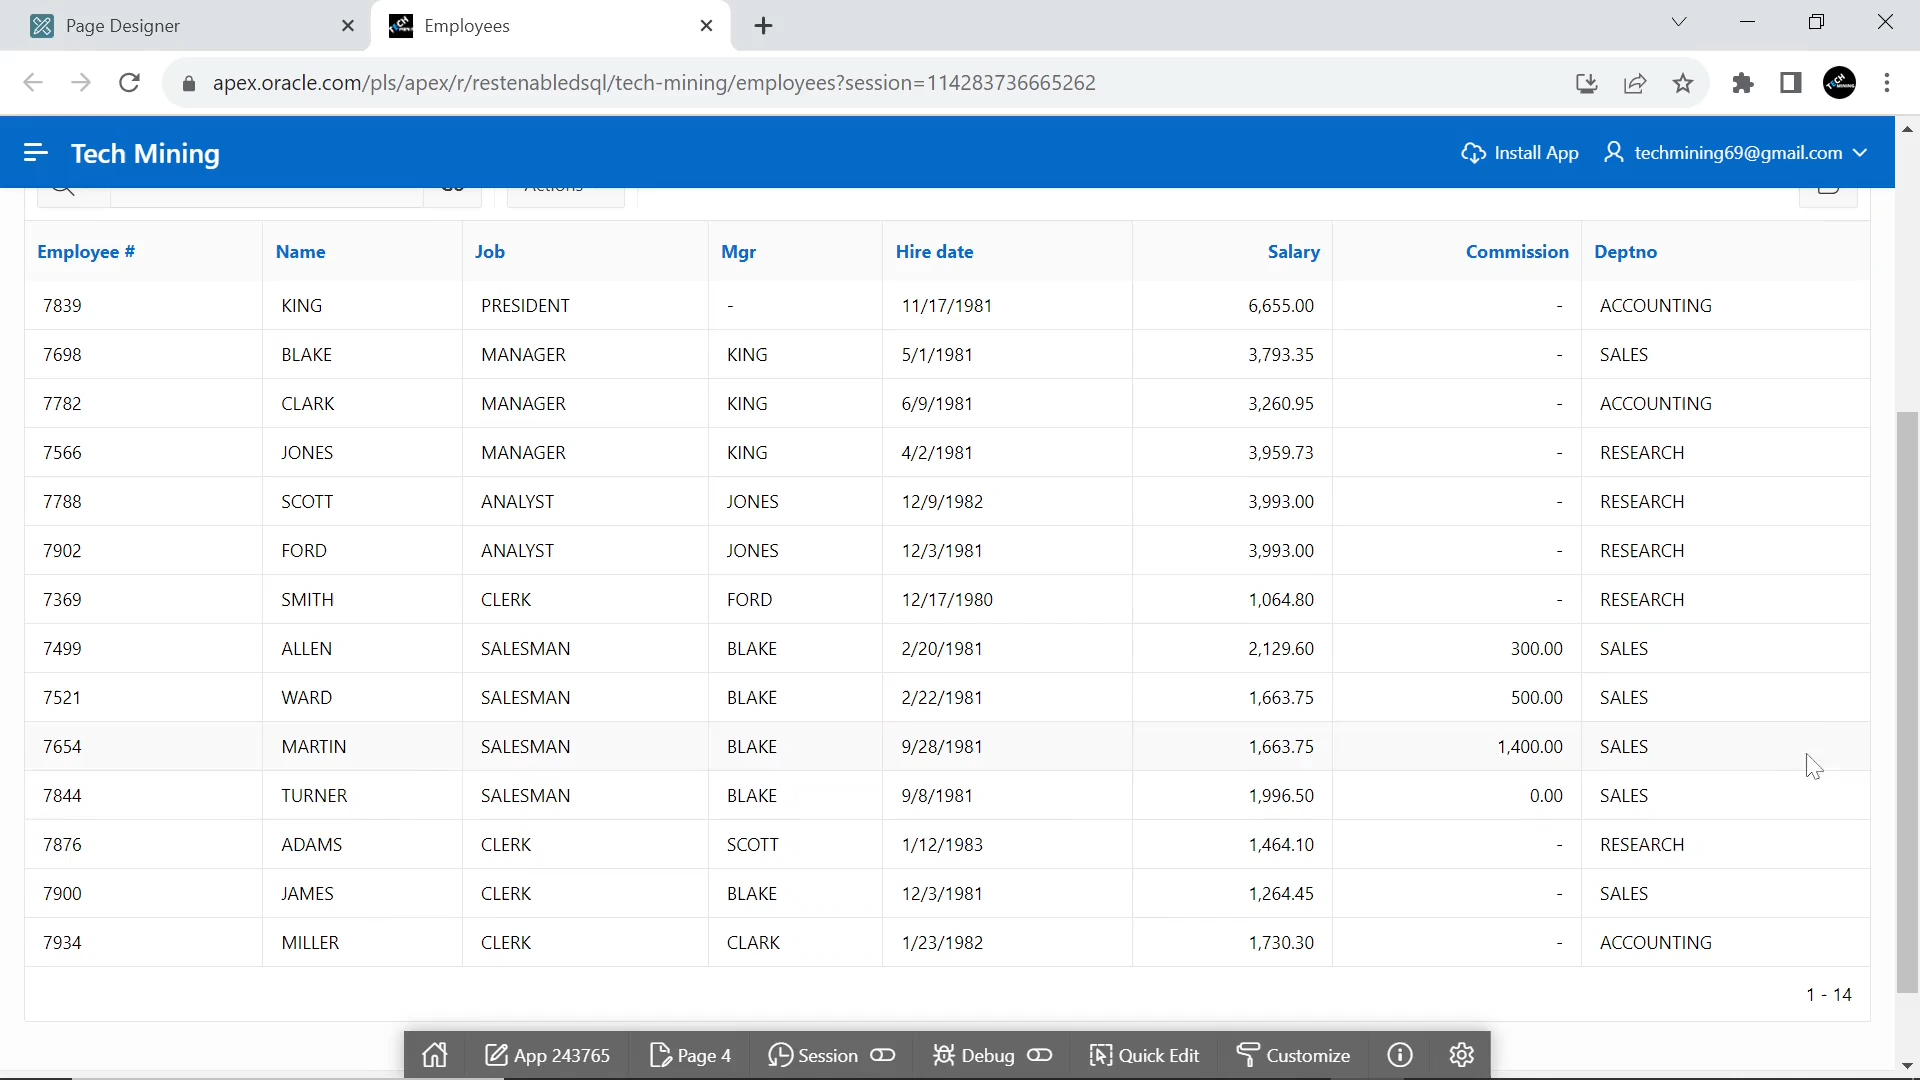 Page Designer
Employees
apex.oracle.com/pls/apex/r/restenabledsql/tech-mining/employees?session=114283736665262
Tech Mining Install App techmining69@gmail.com
Go Actions
Employee # Name Job Mgr Hire date Salary Commission Deptno
7839 KING PRESIDENT - 11/17/1981 6,655.00 - ACCOUNTING
7698 BLAKE MANAGER KING 5/1/1981 3,793.35 - SALES
7782 CLARK MANAGER KING 6/9/1981 3,260.95 - ACCOUNTING
7566 JONES MANAGER KING 4/2/1981 3,959.73 - RESEARCH
7788 SCOTT ANALYST JONES 12/9/1982 3,993.00 - RESEARCH
7902 FORD ANALYST JONES 12/3/1981 3,993.00 - RESEARCH
7369 SMITH CLERK FORD 12/17/1980 1,064.80 - RESEARCH
7499 ALLEN SALESMAN BLAKE 2/20/1981 2,129.60 300.00 SALES
7521 WARD SALESMAN BLAKE 2/22/1981 1,663.75 500.00 SALES
7654 MARTIN SALESMAN BLAKE 9/28/1981 1,663.75 1,400.00 SALES
7844 TURNER SALESMAN BLAKE 9/8/1981 1,996.50 0.00 SALES
7876 ADAMS CLERK SCOTT 1/12/1983 1,464.10 - RESEARCH
7900 JAMES CLERK BLAKE 12/3/1981 1,264.45 - SALES
7934 MILLER CLERK CLARK 1/23/1982 1,730.30 - ACCOUNTING
1 - 14
App 243765 Page 4 Session Debug Quick Edit Customize